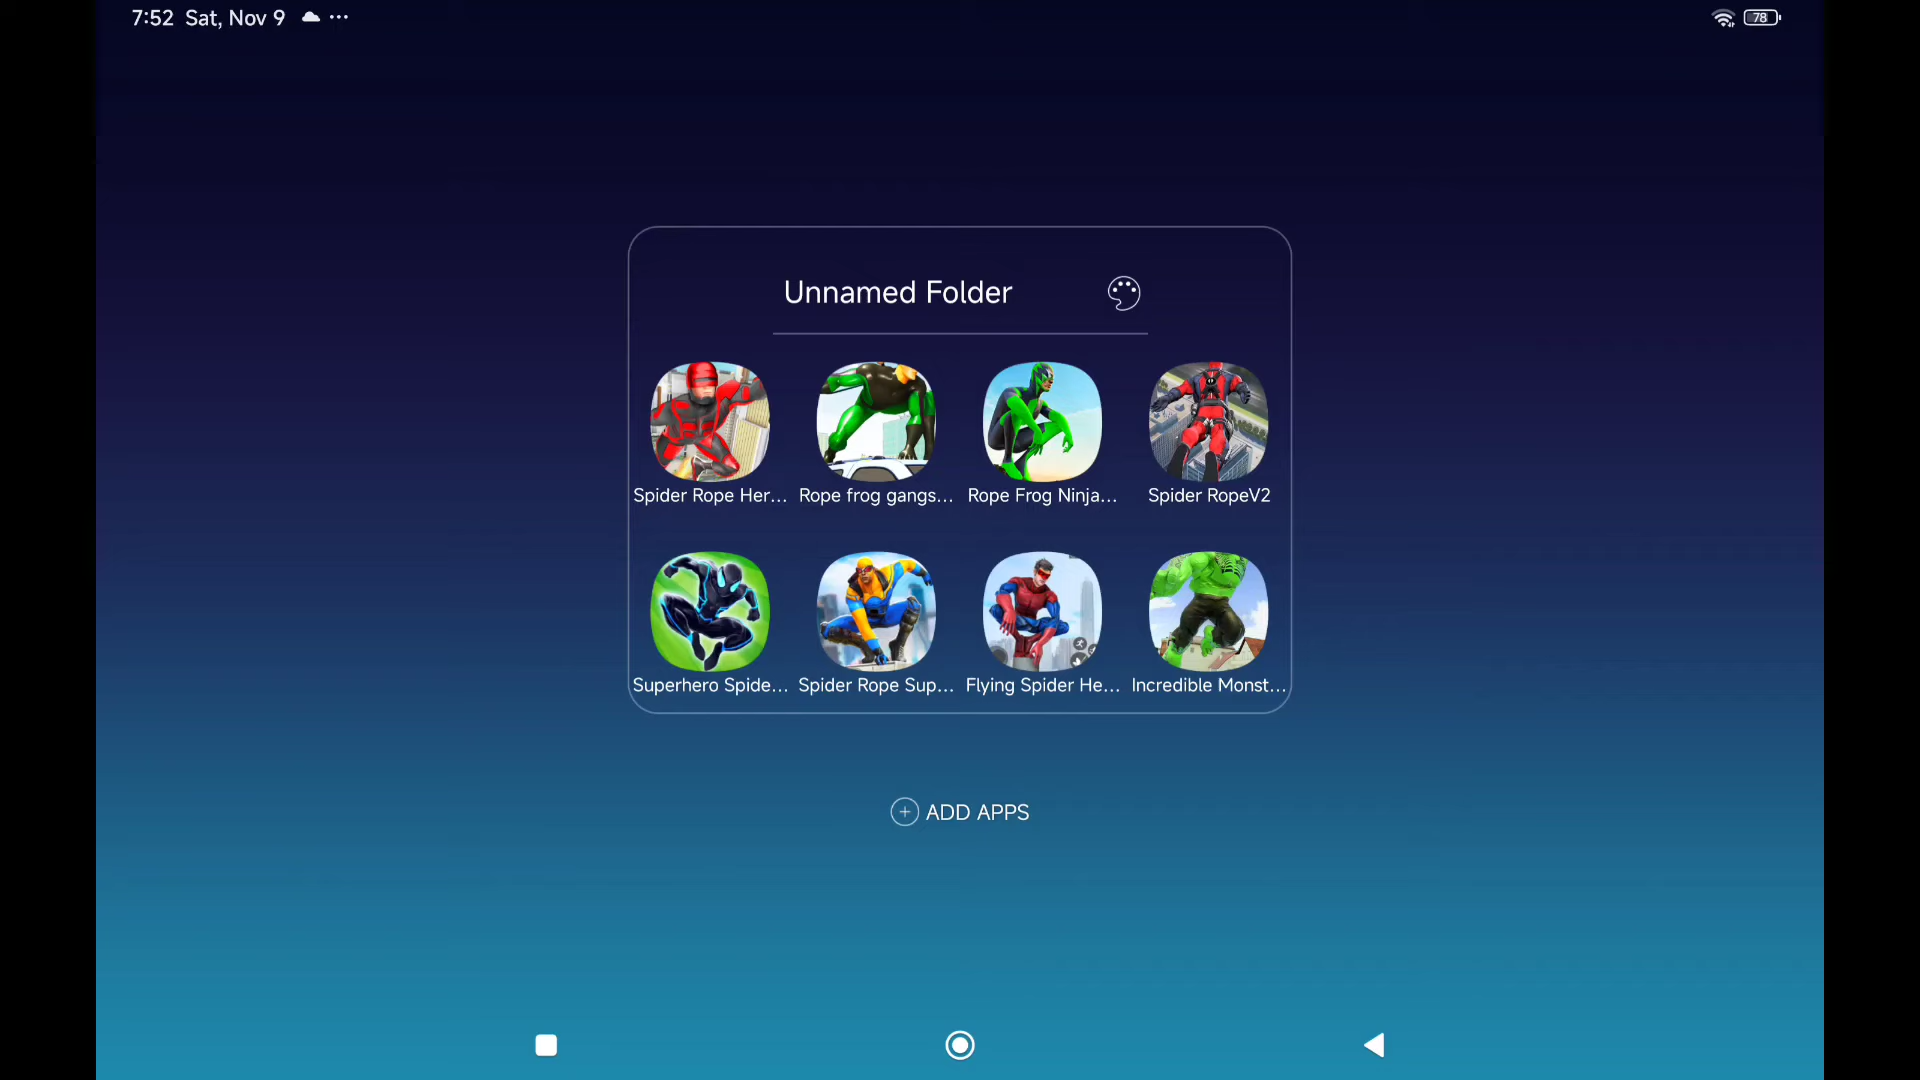 7:52 Sat, Nov 9
78
Unnamed Folder
Spider Rope Her...
Rope frog gangs...
Rope Frog Ninja...
Spider RopeV2
Superhero Spide...
Spider Rope Sup...
Flying Spider He...
Incredible Monst...
ADD APPS